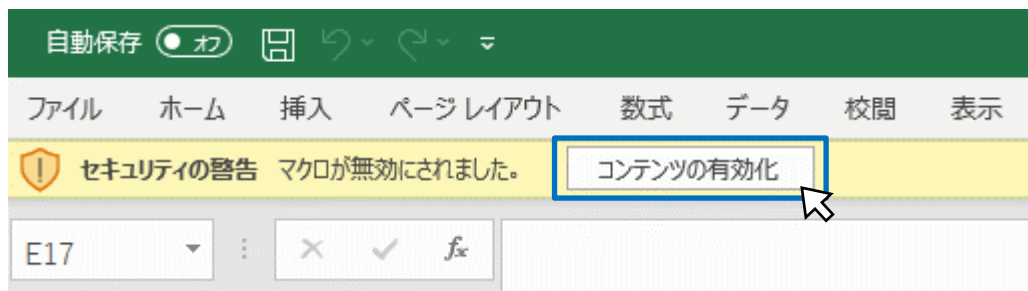 自動保存 オフ
ファイル ホーム 挿入 ページ レイアウト 数式 データ 校閲 表示
セキュリティの警告 マクロが無効にされました。 コンテンツの有効化
E17 fx